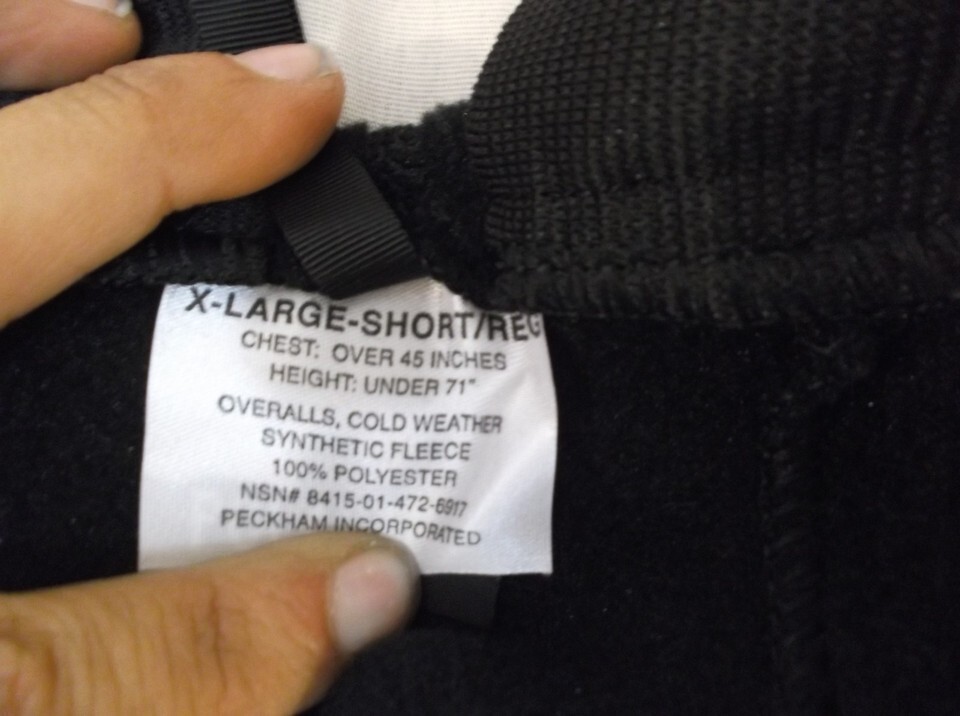 X-LARGE-SHORT/REG
CHEST: OVER 45 INCHES
HEIGHT: UNDER 71"
OVERALLS, COLD WEATHER
SYNTHETIC FLEECE
100% POLYESTER
NSN# 8415-01-472-6917
PECKHAM INCORPORATED